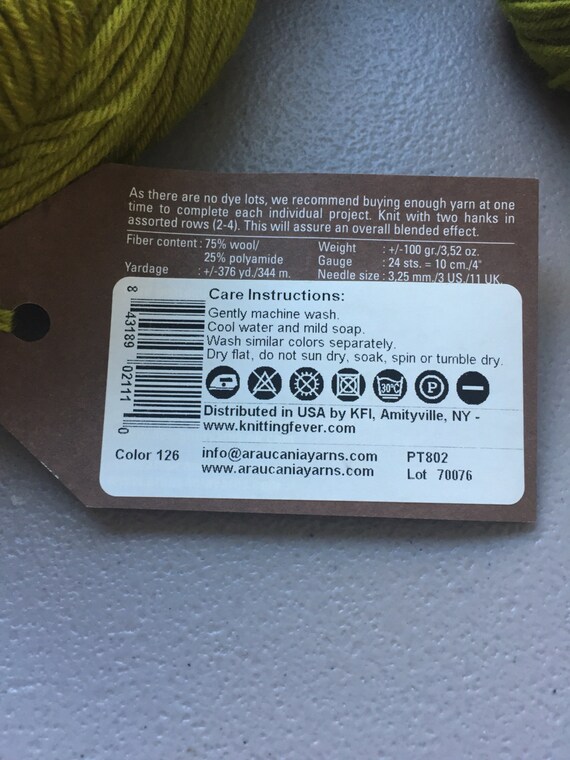 As there are no dye lots, we recommend buying enough yarn at one
time to complete each individual project. Knit with two hanks in
assorted rows (2-4). This will assure an overall blended effect.
Fiber content : 75% wool/ Weight : +/-100 gr./3,52 oz.
25% polyamide Gauge : 24 sts. = 10 cm./4'
Yardage : +/-376 yd./344 m. Needle size : 3,25 mm./3 US./11 UK.
8 43189 02111 0
Care Instructions:
Gently machine wash.
Cool water and mild soap.
Wash similar colors separately.
Dry flat, do not sun dry, soak, spin or tumble dry.
30°C P
Distributed in USA by KFI, Amityville, NY -
www.knittingfever.com
Color 126 info@araucaniayarns.com PT802
www.araucaniayarns.com Lot 70076